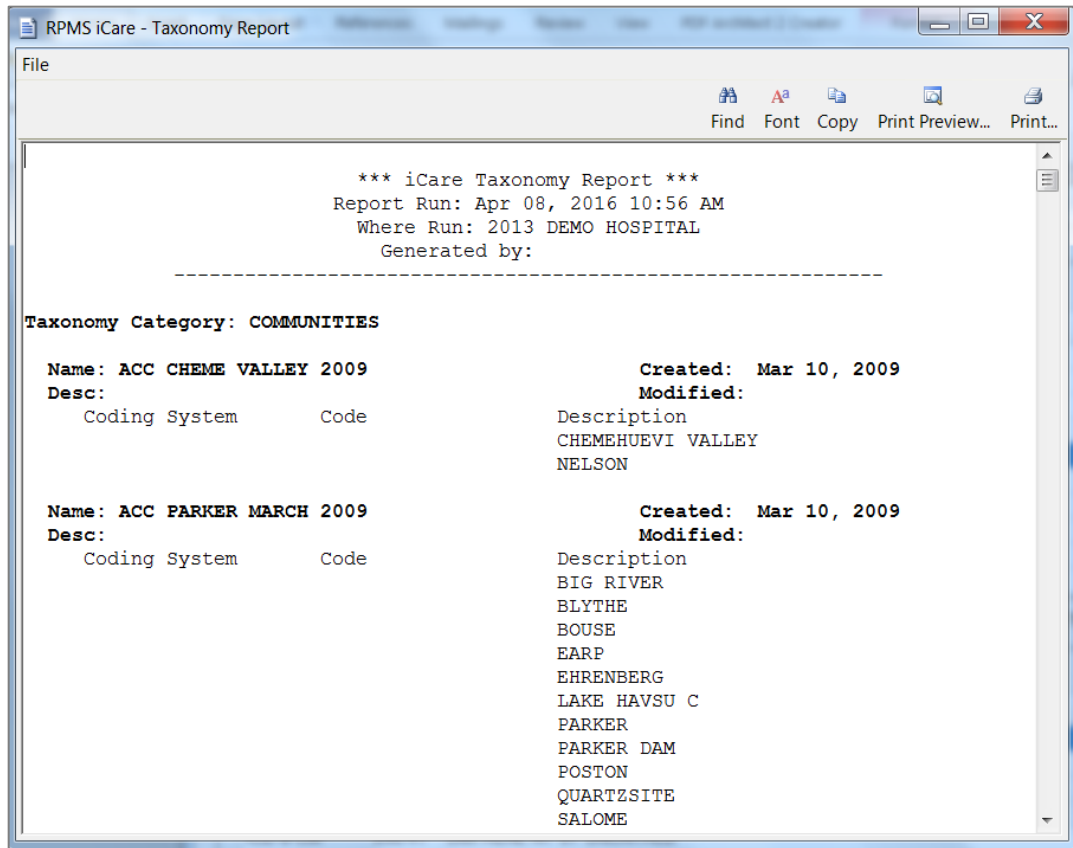 RPMS iCare - Taxonomy Report
File
Find Font Copy Print Preview... Print...
*** iCare Taxonomy Report ***
Report Run: Apr 08, 2016 10:56 AM
Where Run: 2013 DEMO HOSPITAL
Generated by:
------------------------------------------------------------
Taxonomy Category: COMMUNITIES
Name: ACC CHEME VALLEY 2009 Created: Mar 10, 2009
Desc: Modified:
Coding System Code Description
CHEMEHUEVI VALLEY
NELSON
Name: ACC PARKER MARCH 2009 Created: Mar 10, 2009
Desc: Modified:
Coding System Code Description
BIG RIVER
BLYTHE
BOUSE
EARP
EHRENBERG
LAKE HAVSU C
PARKER
PARKER DAM
POSTON
QUARTZSITE
SALOME